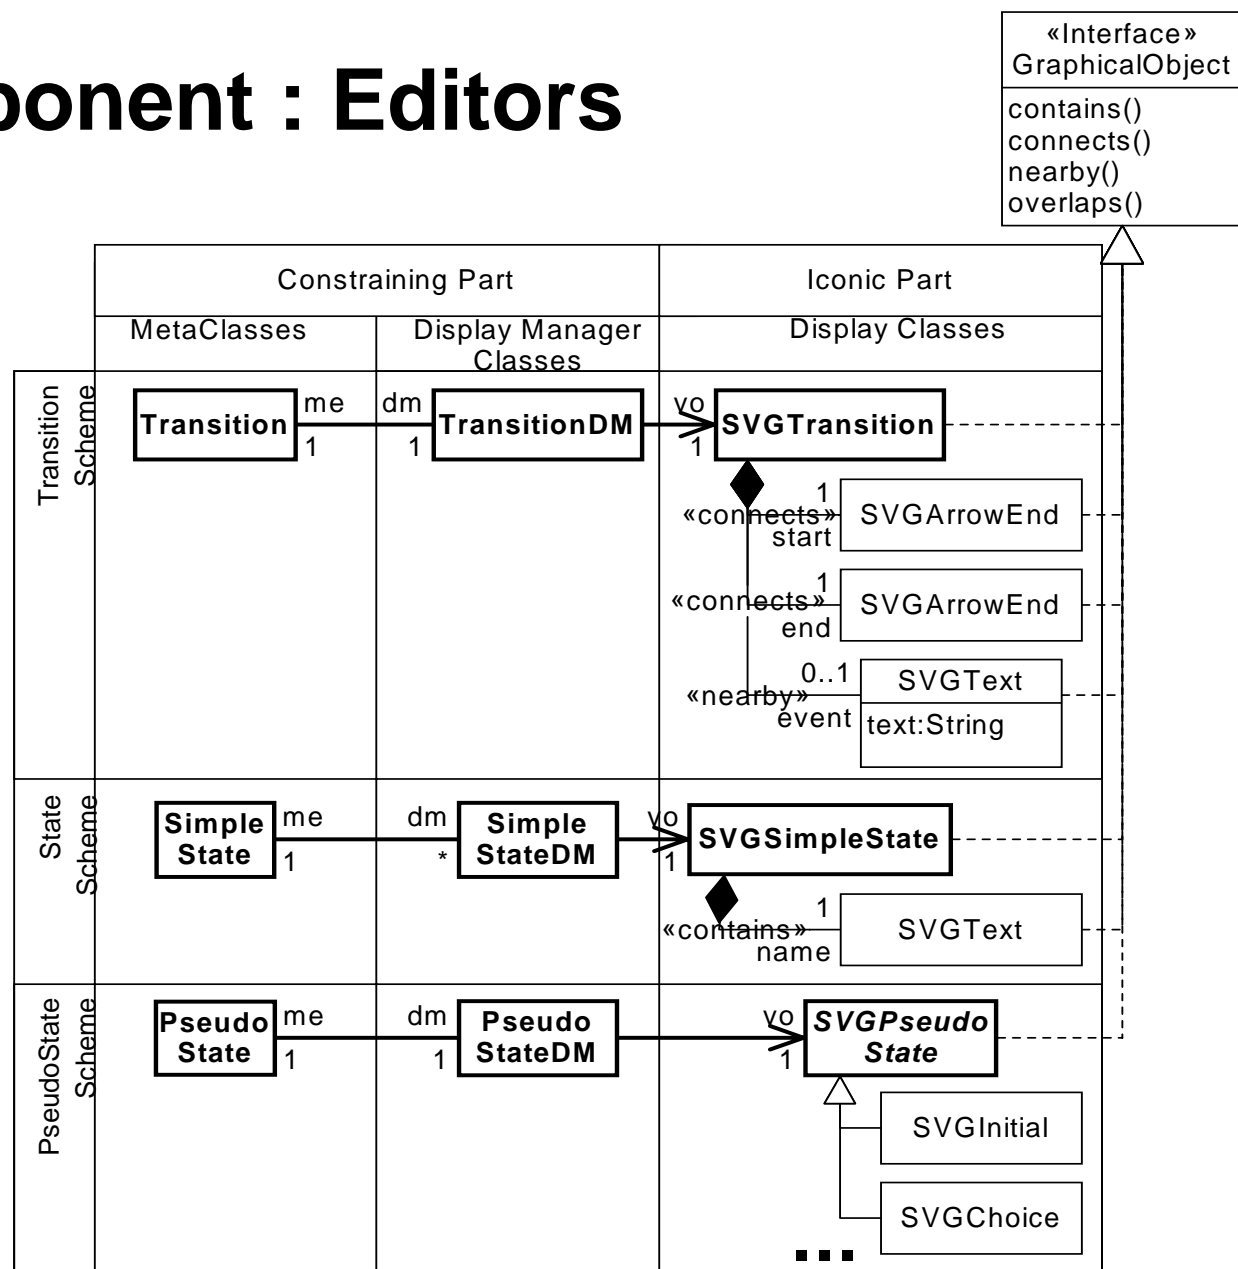 «Interface»
GraphicalObject
contains()
connects()
nearby()
overlaps()
ponent : Editors
Constraining Part
Iconic Part
MetaClasses
Display Manager
Classes
Display Classes
Transition
Scheme
Transition
me
1
dm
1
TransitionDM
vo
1
SVGTransition
«connects»
1
start
SVGArrowEnd
«connects»
1
end
SVGArrowEnd
«nearby»
0..1
event
SVGText
text:String
State
Scheme
Simple
State
me
1
dm
*
Simple
StateDM
vo
1
SVGSimpleState
«contains»
1
name
SVGText
PseudoState
Scheme
Pseudo
State
me
1
dm
1
Pseudo
StateDM
vo
1
SVGPseudo
State
SVGInitial
SVGChoice
...